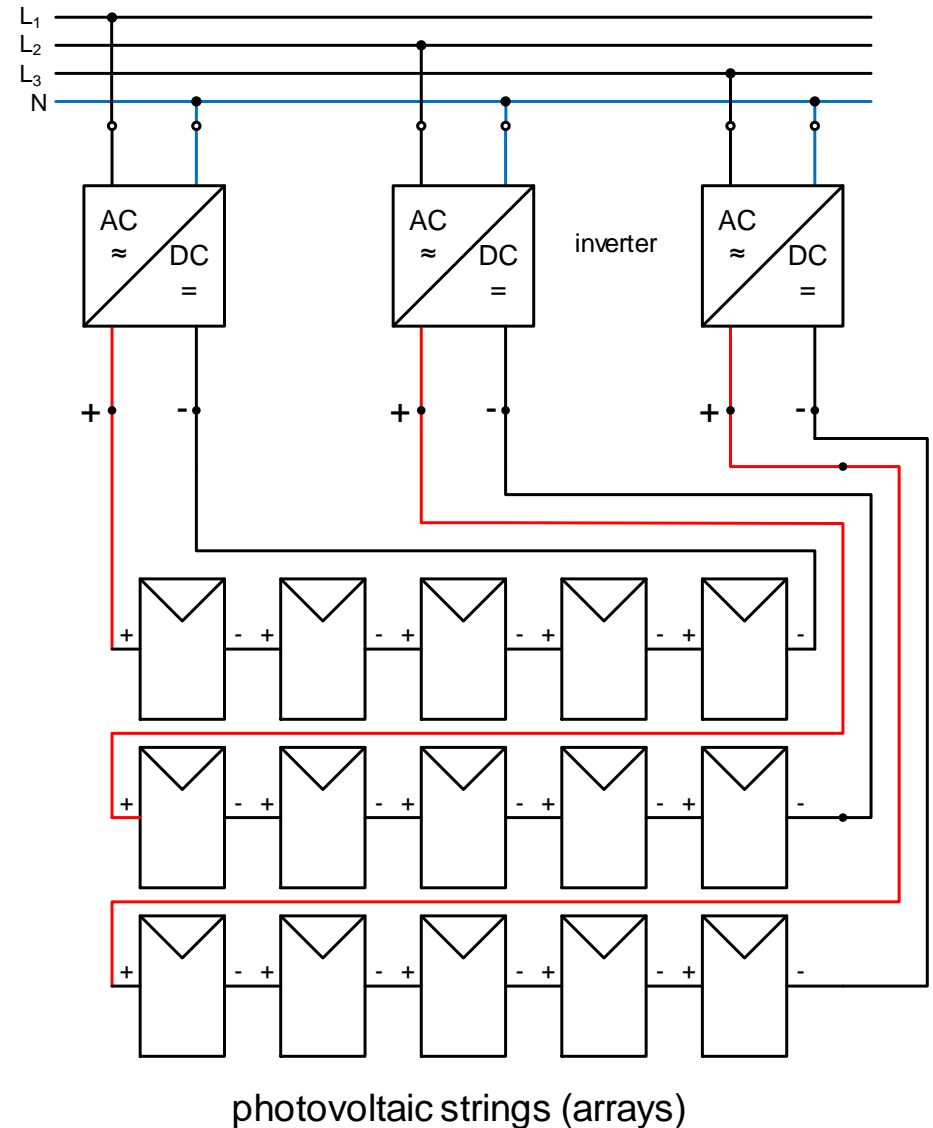 L₁
L₂
L₃
N
AC AC AC
≈ ≈ ≈
inverter
DC DC DC
= = =
+ - + - + -
+ - + - + - + - + -
+ - + - + - + - + -
+ - + - + - + - + -
photovoltaic strings (arrays)